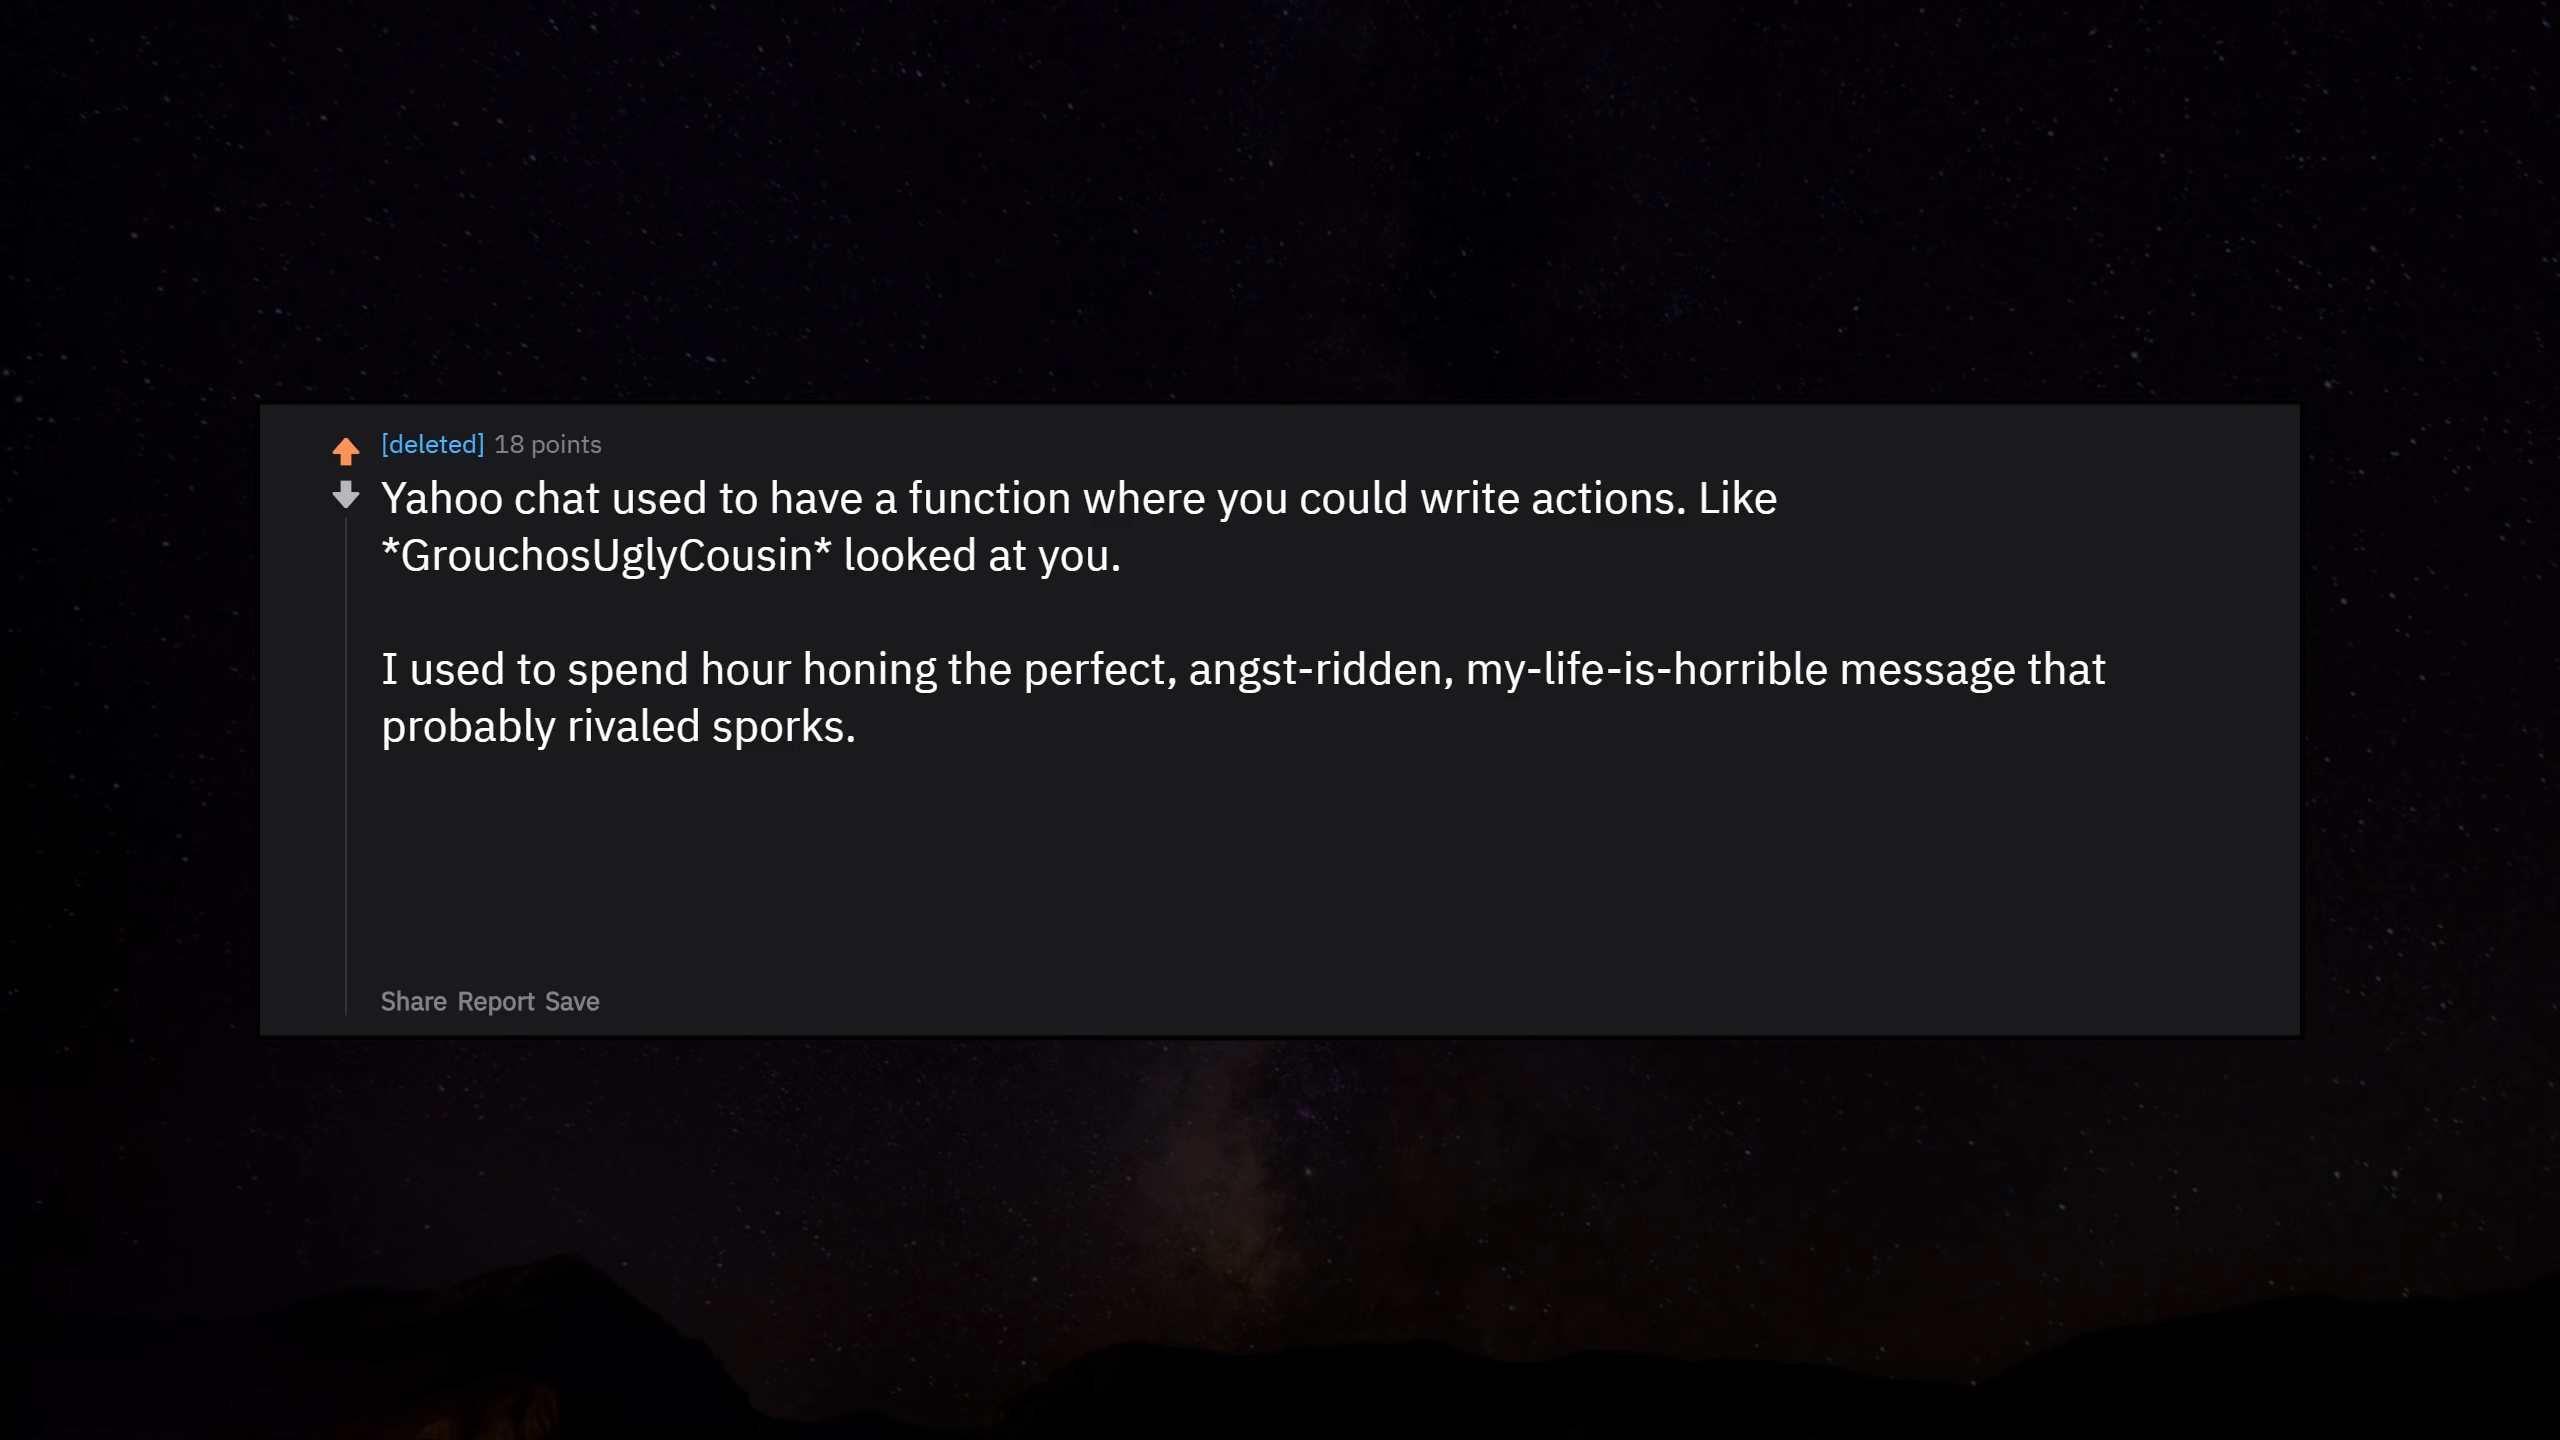 [deleted] 18 points
Yahoo chat used to have a function where you could write actions. Like
*GrouchosUglyCousin* looked at you.
I used to spend hour honing the perfect, angst-ridden, my-life-is-horrible message that
probably rivaled sporks.
Share Report Save